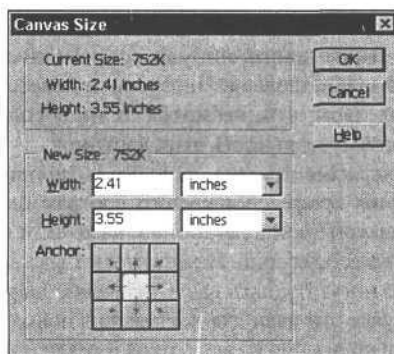 Canvas Size
Current Size: 752K
Width: 2.41 inches
Height: 3.55 inches
OK
Cancel
Help
New Size: 752K
Width: 2.41 inches
Height: 3.55 inches
Anchor: